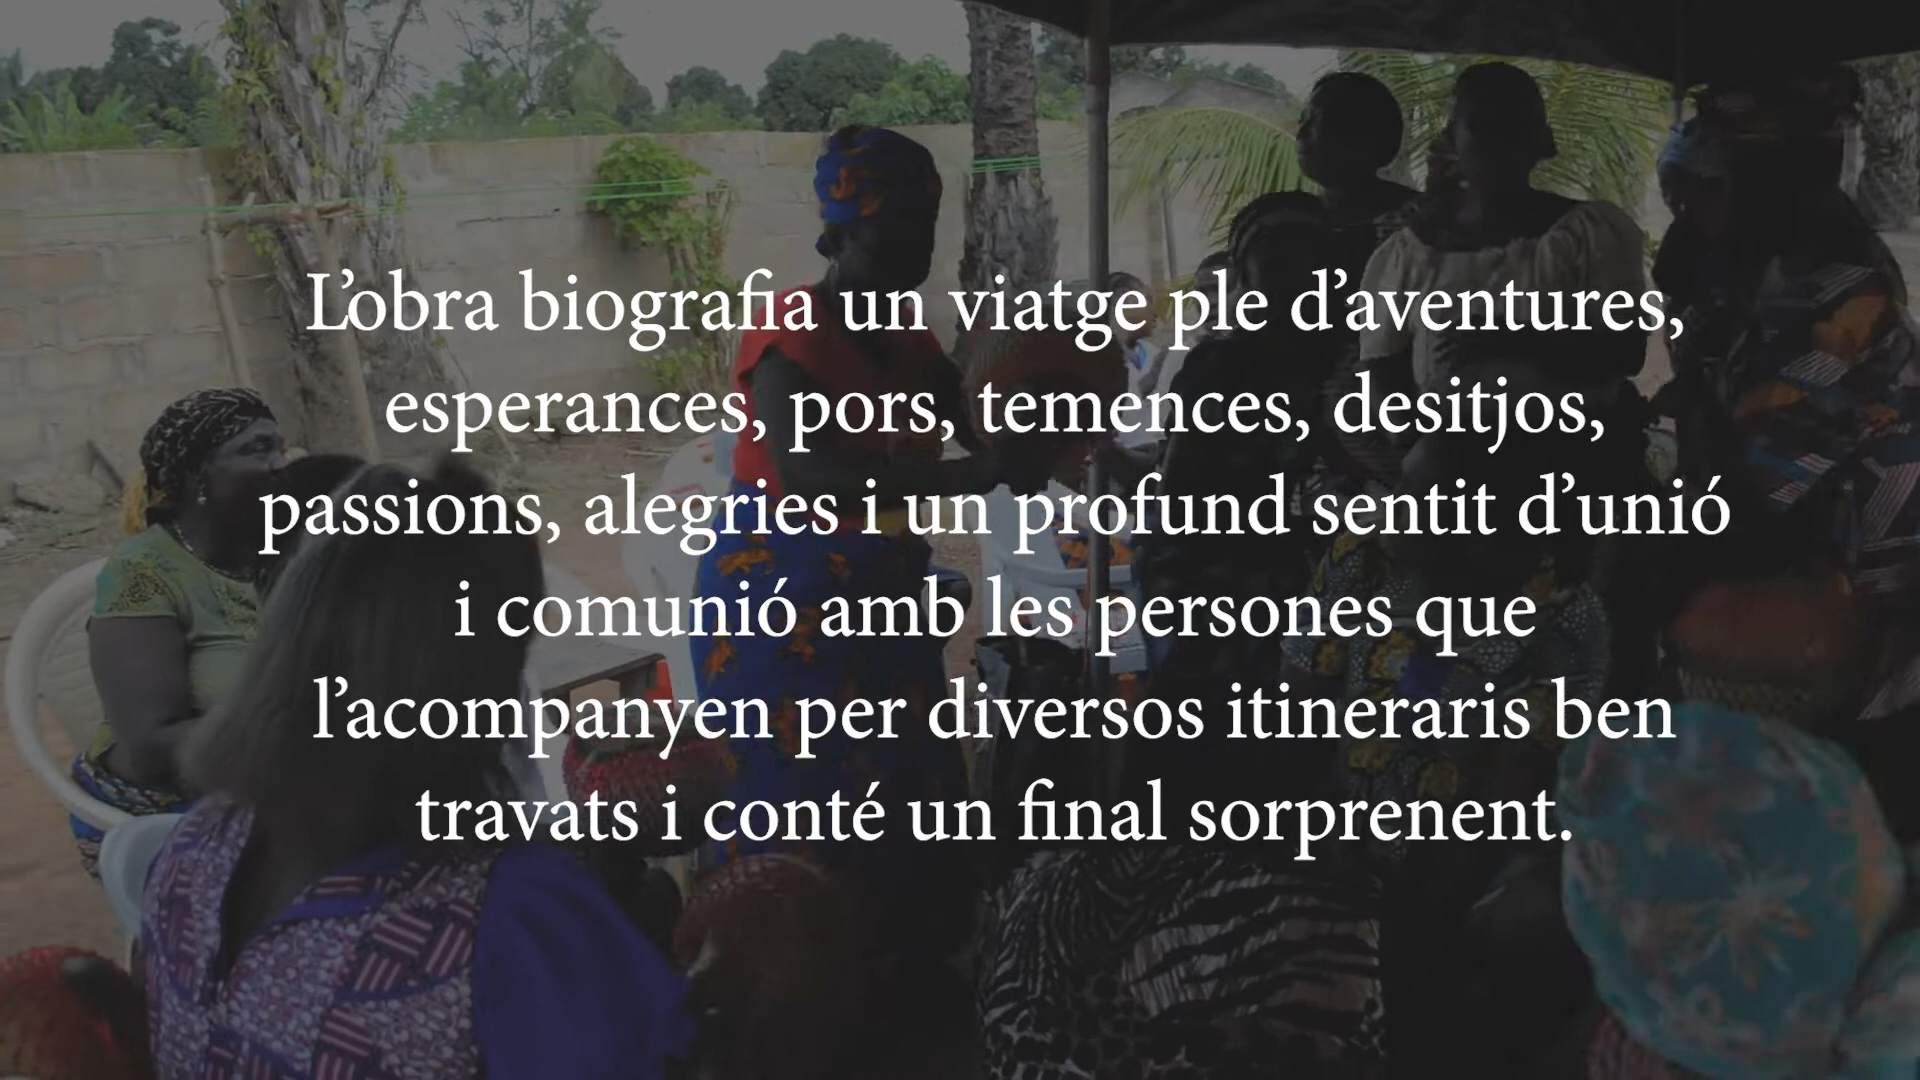 L’obra biografia un viatge ple d’aventures,
esperances, pors, temences, desitjos,
passions, alegries i un profund sentit d’unió
i comunió amb les persones que
l’acompanyen per diversos itineraris ben
travats i conté un final sorprenent.